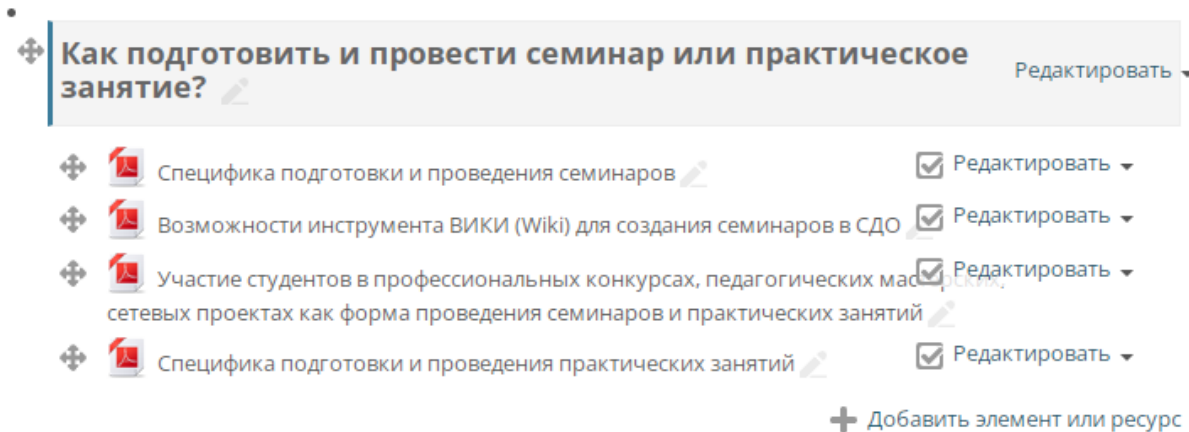 Как подготовить и провести семинар или практическое
занятие?
Редактировать
Специфика подготовки и проведения семинаров
Редактировать
Возможности инструмента ВИКИ (Wiki) для создания семинаров в СДО
Редактировать
Участие студентов в профессиональных конкурсах, педагогических мастерских,
Редактировать
сетевых проектах как форма проведения семинаров и практических занятий
Специфика подготовки и проведения практических занятий
Редактировать
Добавить элемент или ресурс